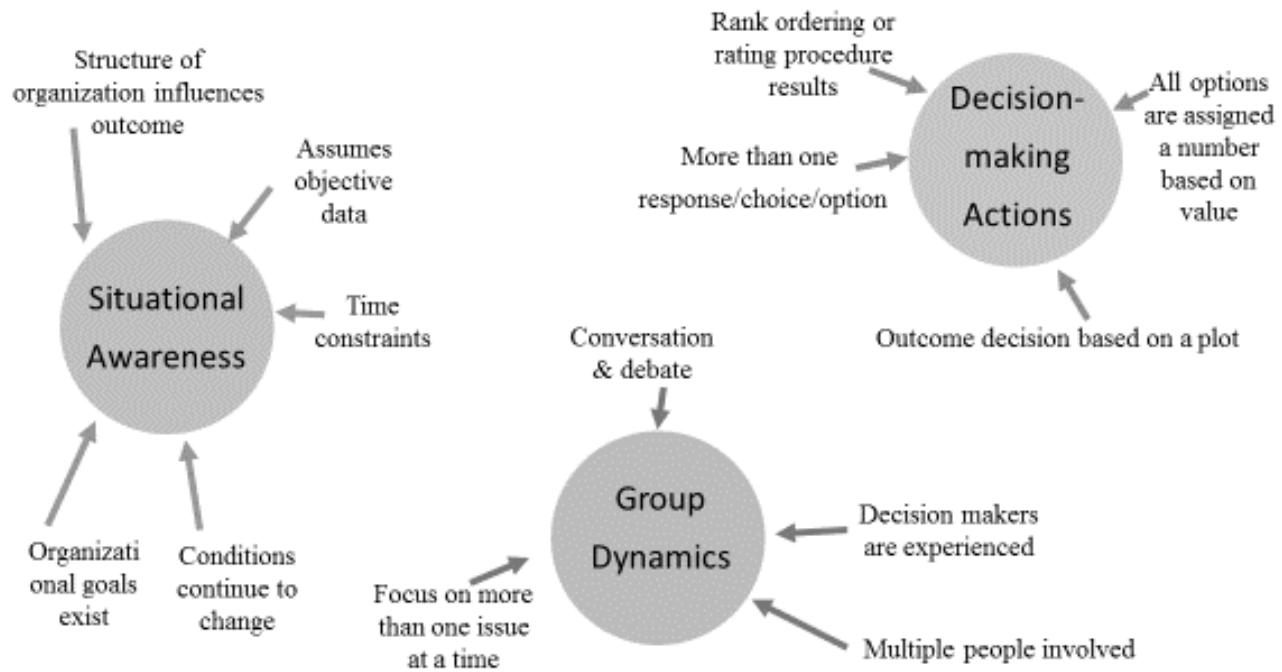 Structure of
organization influences
outcome
Assumes
objective
data
Situational
Awareness
Time
constraints
Organizati
onal goals
exist
Conditions
continue to
change
Rank ordering or
rating procedure
results
Decision-
making
Actions
All options
are assigned
a number
based on
value
More than one
response/choice/option
Outcome decision based on a plot
Conversation
& debate
Group
Dynamics
Decision makers
are experienced
Focus on more
than one issue
at a time
Multiple people involved